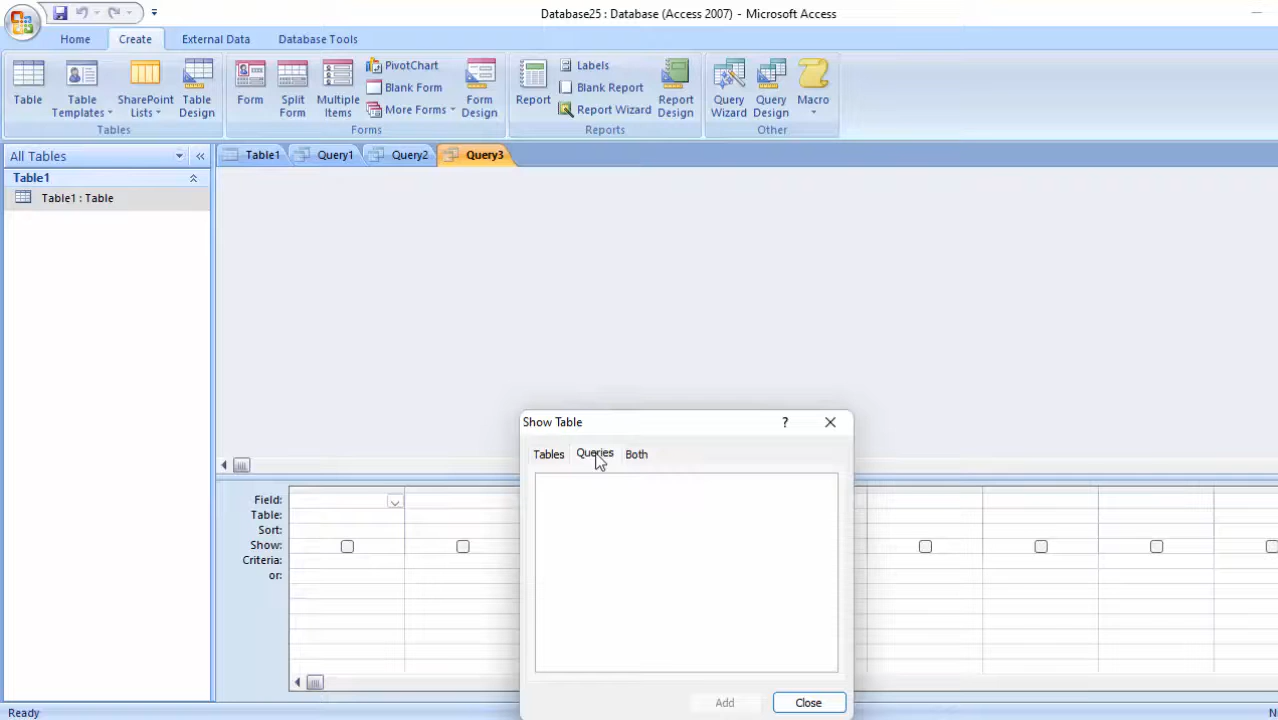 Database25 : Database (Access 2007) - Microsoft Access
Home Create External Data Database Tools
Table
Table Templates
SharePoint Lists
Table Design
Tables
Form
Split Form
Multiple Items
PivotChart
Blank Form
More Forms
Form Design
Forms
Report
Labels
Blank Report
Report Wizard
Report Design
Reports
Query Wizard
Query Design
Macro
Other
All Tables
Table1 Query1 Query2 Query3
Table1
Table1 : Table
Show Table
?
Tables Queries Both
Field:
Table:
Sort:
Show:
Criteria:
or:
Add Close
Ready
N